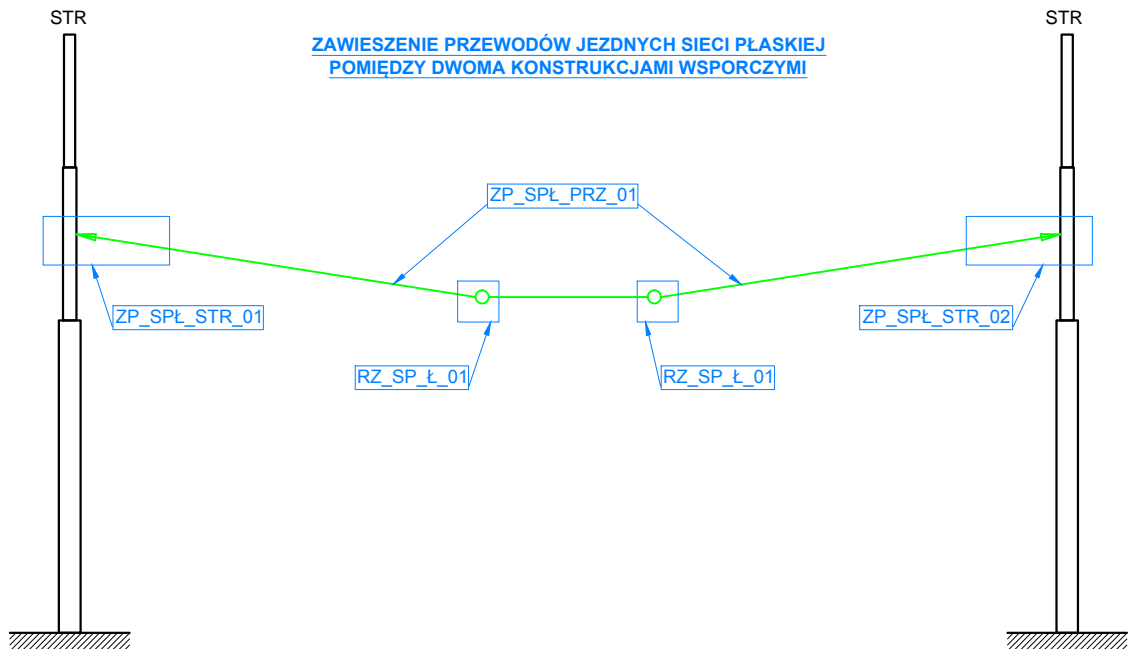 STR
STR
ZAWIESZENIE PRZEWODÓW JEZDNYCH SIECI PŁASKIEJ
POMIĘDZY DWOMA KONSTRUKCJAMI WSPORCZYMI
ZP_SPŁ_PRZ_01
ZP_SPŁ_STR_01
ZP_SPŁ_STR_02
RZ_SP_Ł_01
RZ_SP_Ł_01